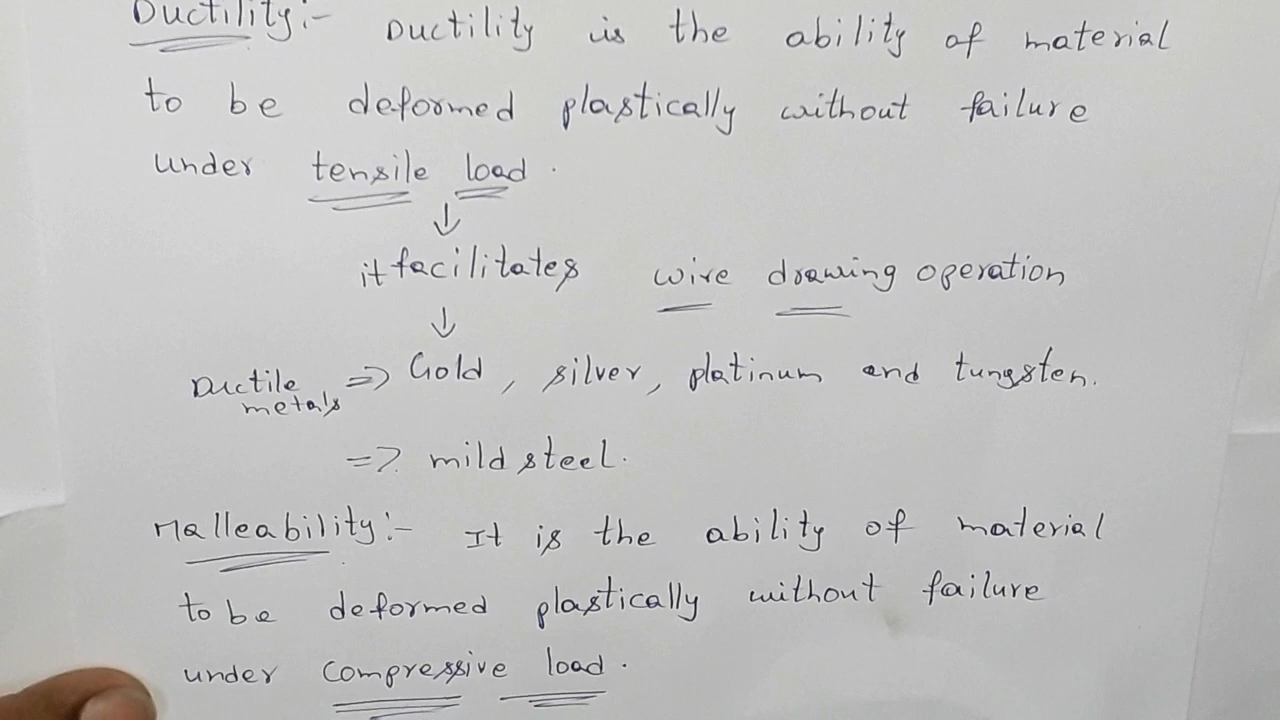 Ductility:- Ductility is the ability of material
to be deformed plastically without failure
under tensile load.
↓
it facilitates wire drawing operation
↓
Ductile metals => Gold, silver, platinum and tungsten.
=> mild steel.
Malleability:- It is the ability of material
to be deformed plastically without failure
under compressive load.